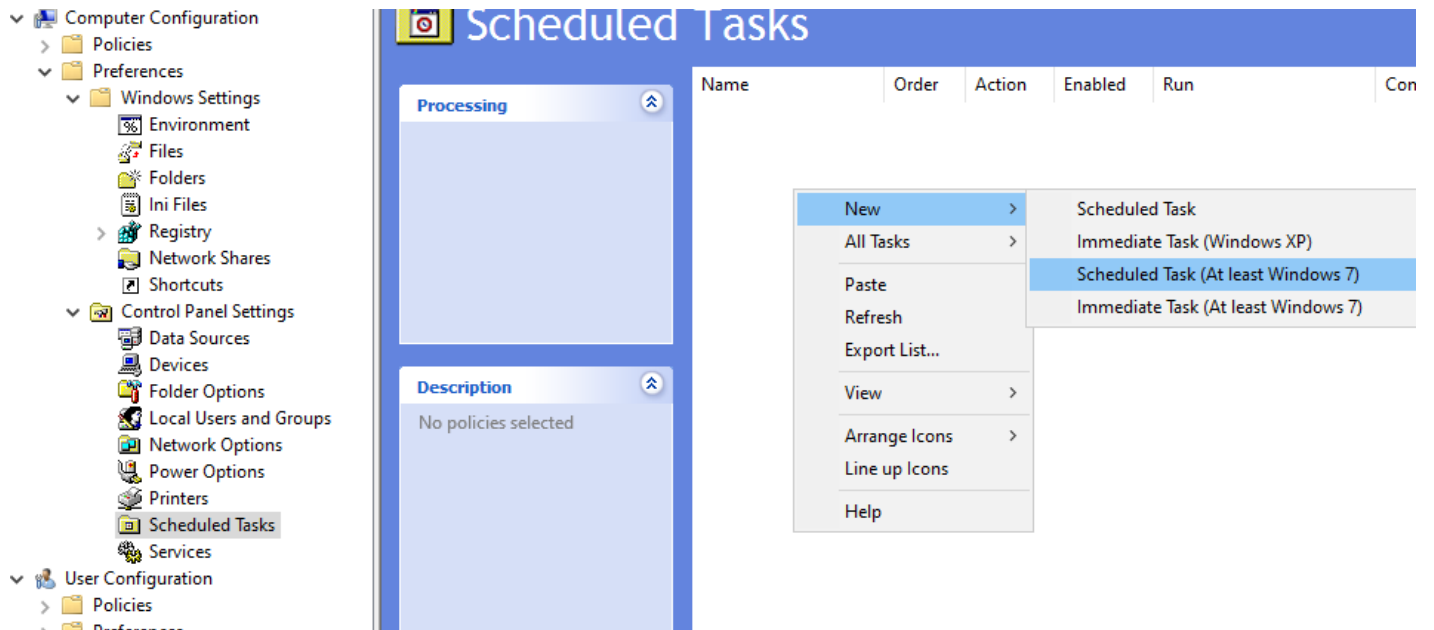 Computer Configuration
Policies
Preferences
Windows Settings
Environment
Files
Folders
Ini Files
Registry
Network Shares
Shortcuts
Control Panel Settings
Data Sources
Devices
Folder Options
Local Users and Groups
Network Options
Power Options
Printers
Scheduled Tasks
Services
User Configuration
Policies
Preferences
Scheduled Tasks
Processing
Description
No policies selected
Name Order Action Enabled Run Con
New
All Tasks
Paste
Refresh
Export List...
View
Arrange Icons
Line up Icons
Help
Scheduled Task
Immediate Task (Windows XP)
Scheduled Task (At least Windows 7)
Immediate Task (At least Windows 7)